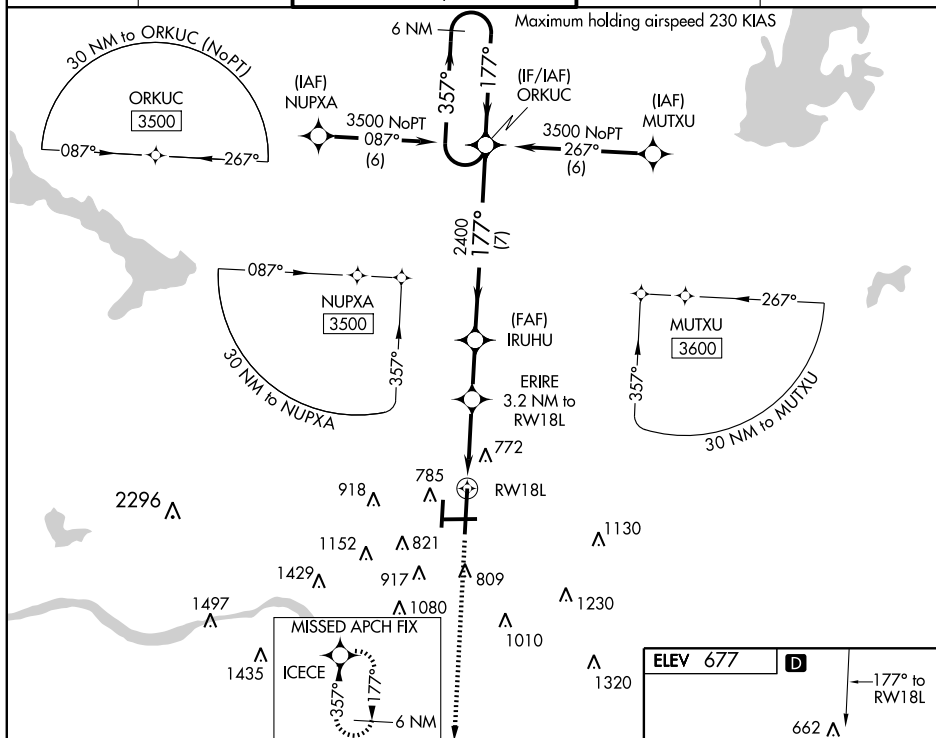 Maximum holding airspeed 230 KIAS
6 NM
357°
177°
30 NM to ORKUC (NoPT)
ORKUC
3500
087°
267°
(IAF)
NUPXA
3500 NoPT
087°
(6)
(IF/IAF)
ORKUC
3500 NoPT
267°
(6)
(IAF)
MUTXU
2400
177°
(7)
087°
NUPXA
3500
357°
30 NM to NUPXA
(FAF)
IRUHU
ERIRE
3.2 NM to
RW18L
267°
MUTXU
3600
357°
30 NM to MUTXU
772
785
RW18L
918
2296
821
1152
1130
1429
917
809
1497
1080
1230
1010
1435
1320
MISSED APCH FIX
ICECE
357°
177°
6 NM
ELEV 677
D
177° to
RW18L
662